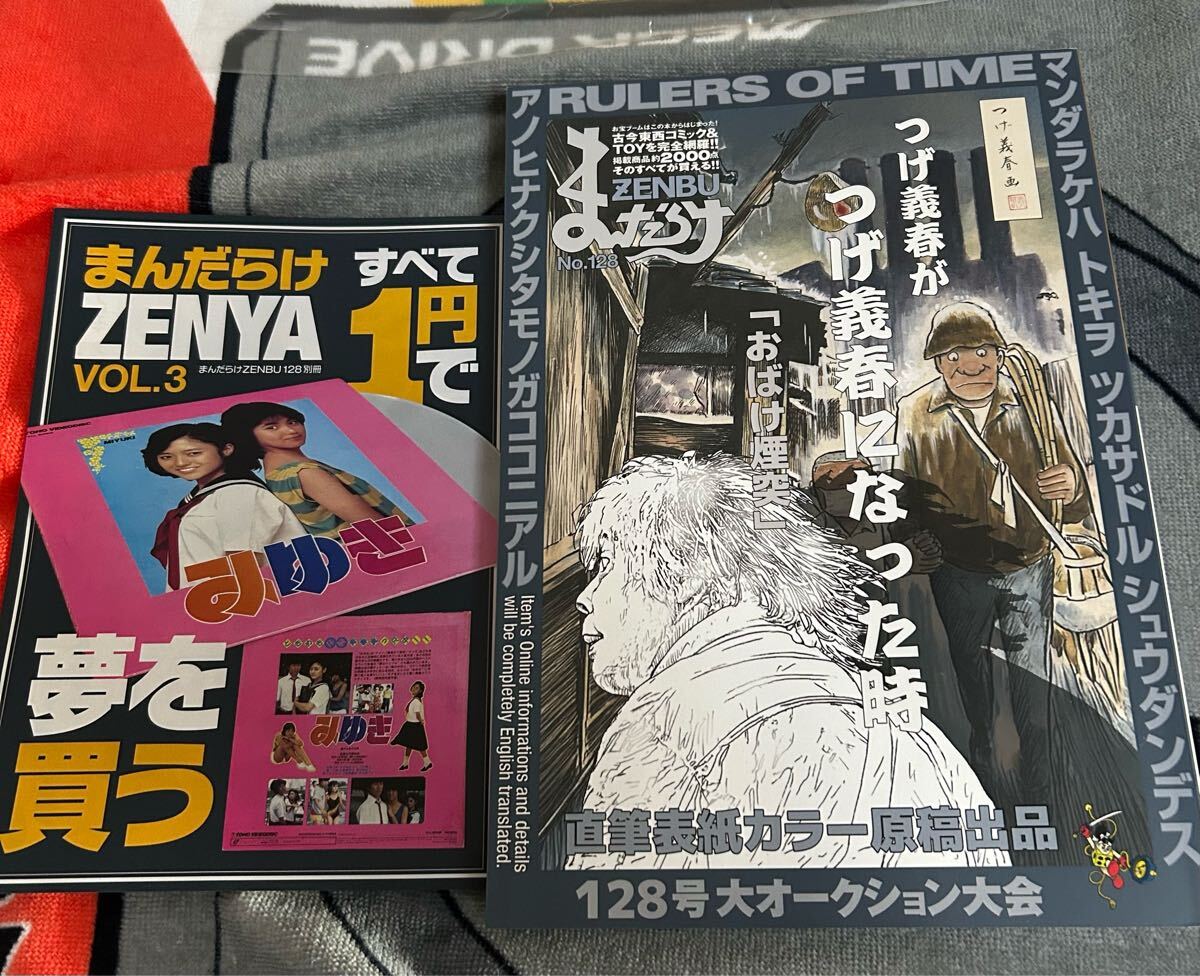 MEGA DRIVE
まんだらけ
ZENYA
VOL.3
まんだらけZENBU 128 別冊
すべて
1円で
TOHO VIDEODISC
MIYUKI
みゆき
夢を
買う
みゆき
TOHO VIDEODISC
RULERS OF TIME
アノヒナクシタモノガココニアル
マンダラケハ トキヲ ツカサドル シュウダンデス
お宝ブームはこの本からはじまった!
古今東西コミック&
TOYを完全網羅!!
掲載商品約2000点
そのすべてが買える!!
ZENBU
まだらけ
No.128
つげ義春画
つげ義春が
つげ義春になった時
「おばけ煙突」
Item's Online informations and details
will be completely English translated.
直筆表紙カラー原稿出品
128号大オークション大会